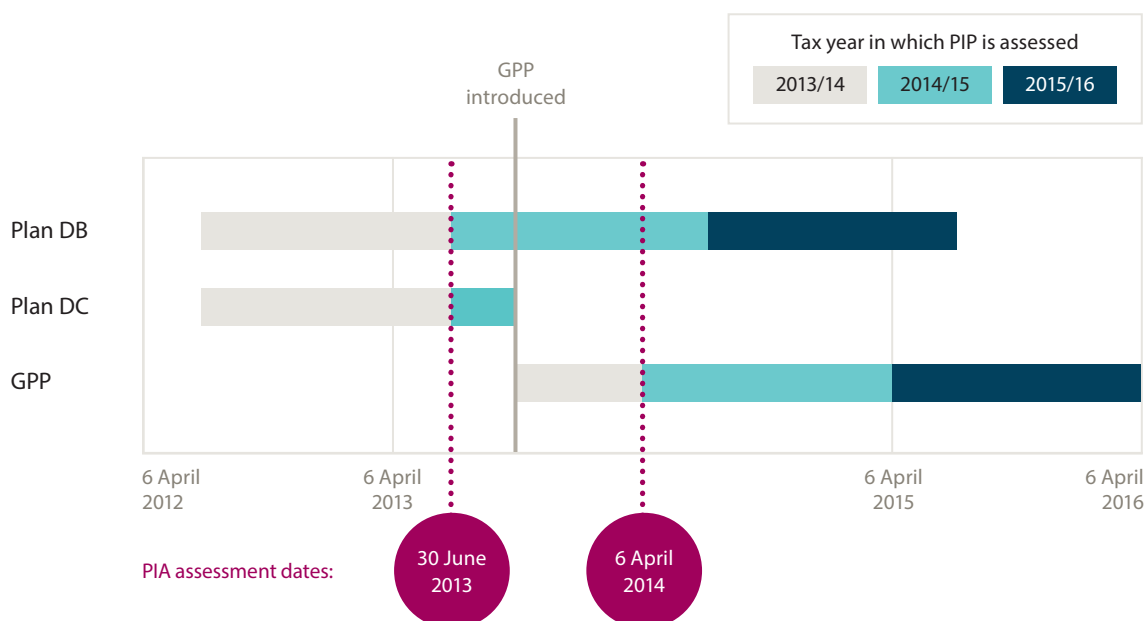 Tax year in which PIP is assessed
2013/14
2014/15
2015/16
GPP
introduced
Plan DB
Plan DC
GPP
6 April
2012
6 April
2013
6 April
2015
6 April
2016
PIA assessment dates:
30 June
2013
6 April
2014